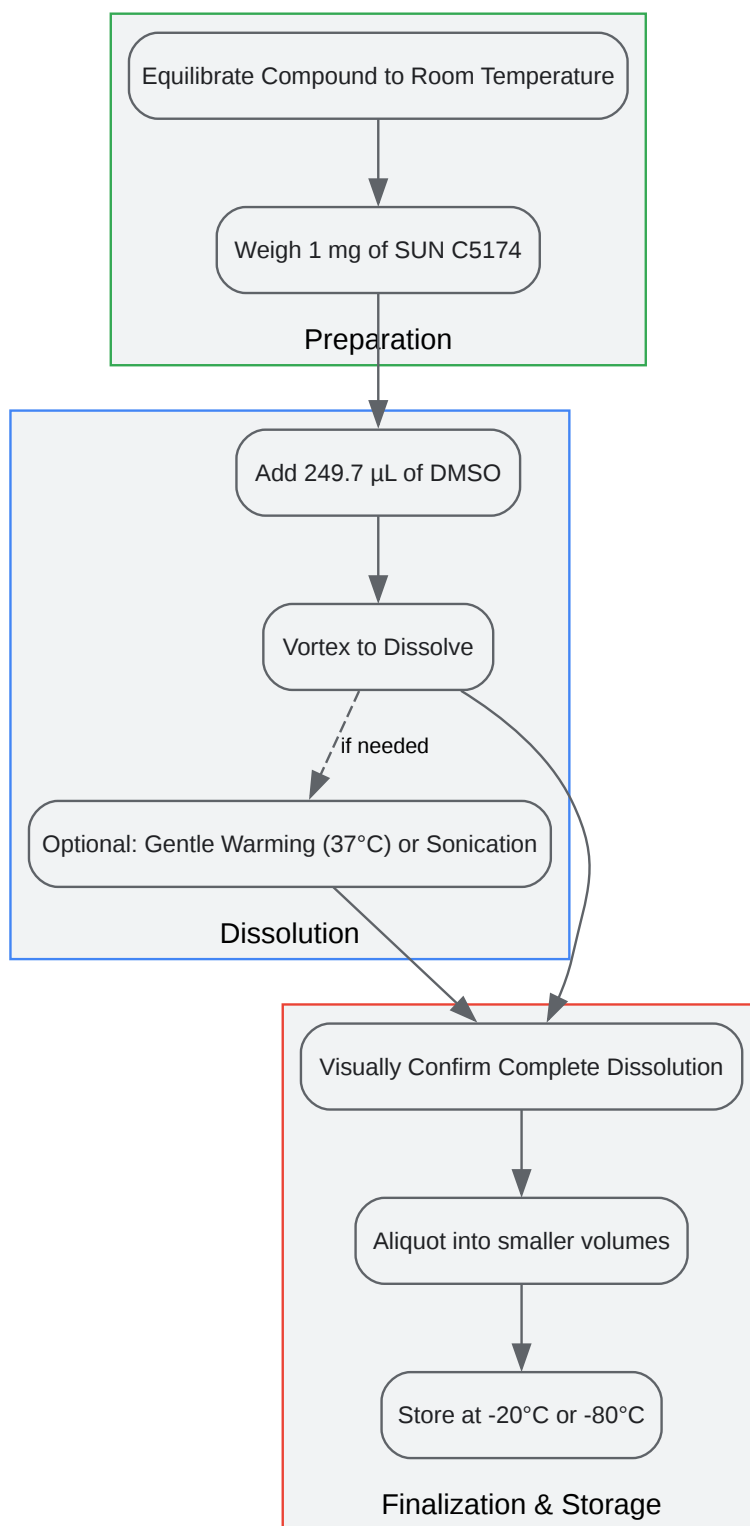 Equilibrate Compound to Room Temperature
Weigh 1 mg of SUN C5174
Preparation
Add 249.7 µL of DMSO
Vortex to Dissolve
if needed
Optional: Gentle Warming (37°C) or Sonication
Dissolution
Visually Confirm Complete Dissolution
Aliquot into smaller volumes
Store at -20°C or -80°C
Finalization & Storage